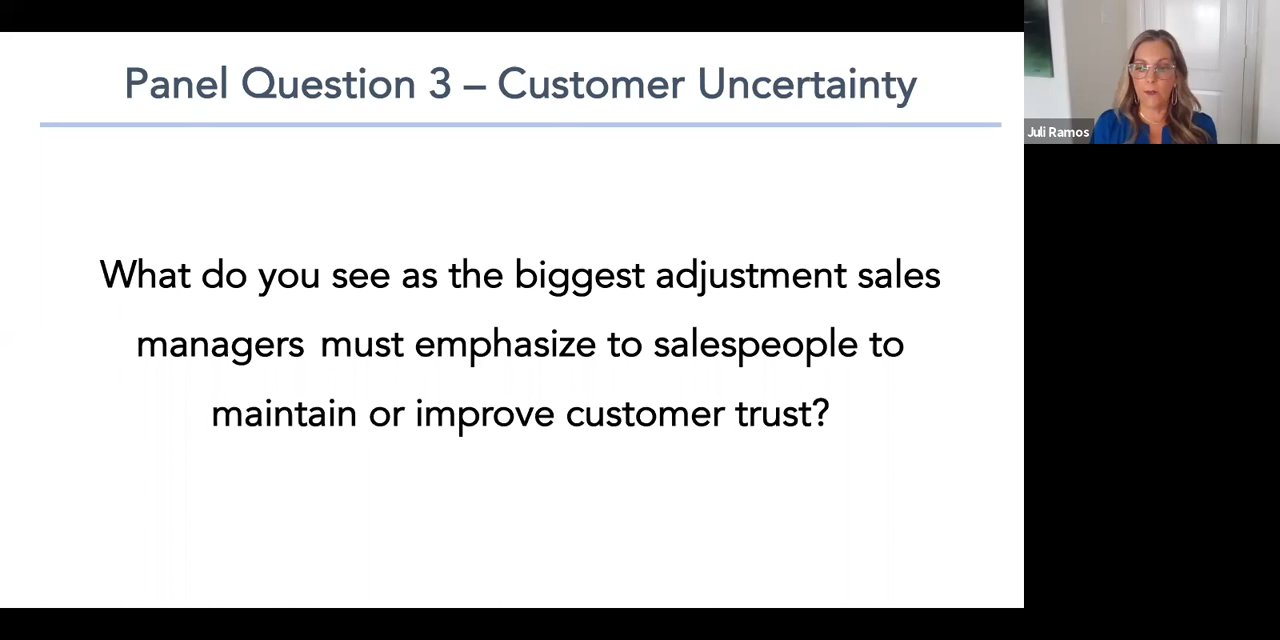 Panel Question 3 – Customer Uncertainty
What do you see as the biggest adjustment sales
managers must emphasize to salespeople to
maintain or improve customer trust?
Juli Ramos